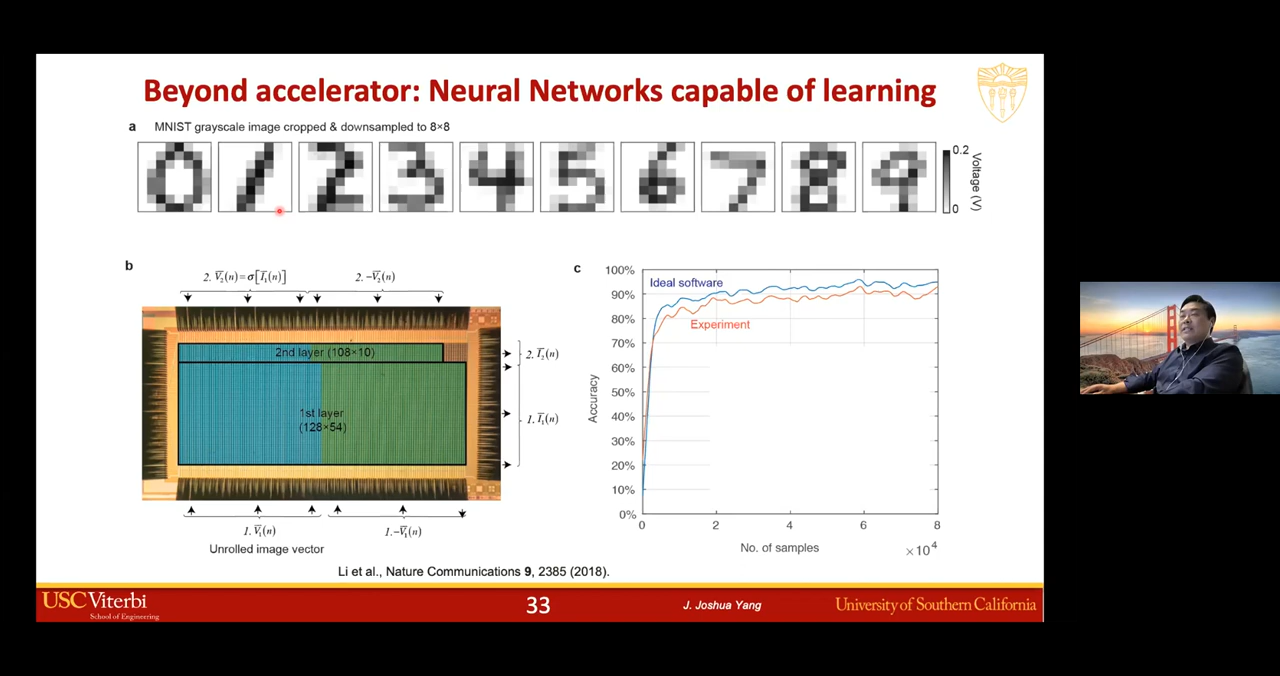 Beyond accelerator: Neural Networks capable of learning
a MNIST grayscale image cropped & downsampled to 8×8
0.2
0
Voltage (V)
b
2. V̅₂(n)=σ[I̅₁(n)]
2. −V̅₂(n)
2nd layer (108×10)
1st layer
(128×54)
2. I̅₂(n)
1. I̅₁(n)
1. V̅₁(n)
1.−V̅₁(n)
Unrolled image vector
c
Accuracy
100%
90%
80%
70%
60%
50%
40%
30%
20%
10%
0%
Ideal software
Experiment
0 2 4 6 8
No. of samples
×10⁴
Li et al., Nature Communications 9, 2385 (2018).
USC Viterbi
School of Engineering
33
J. Joshua Yang
University of Southern California